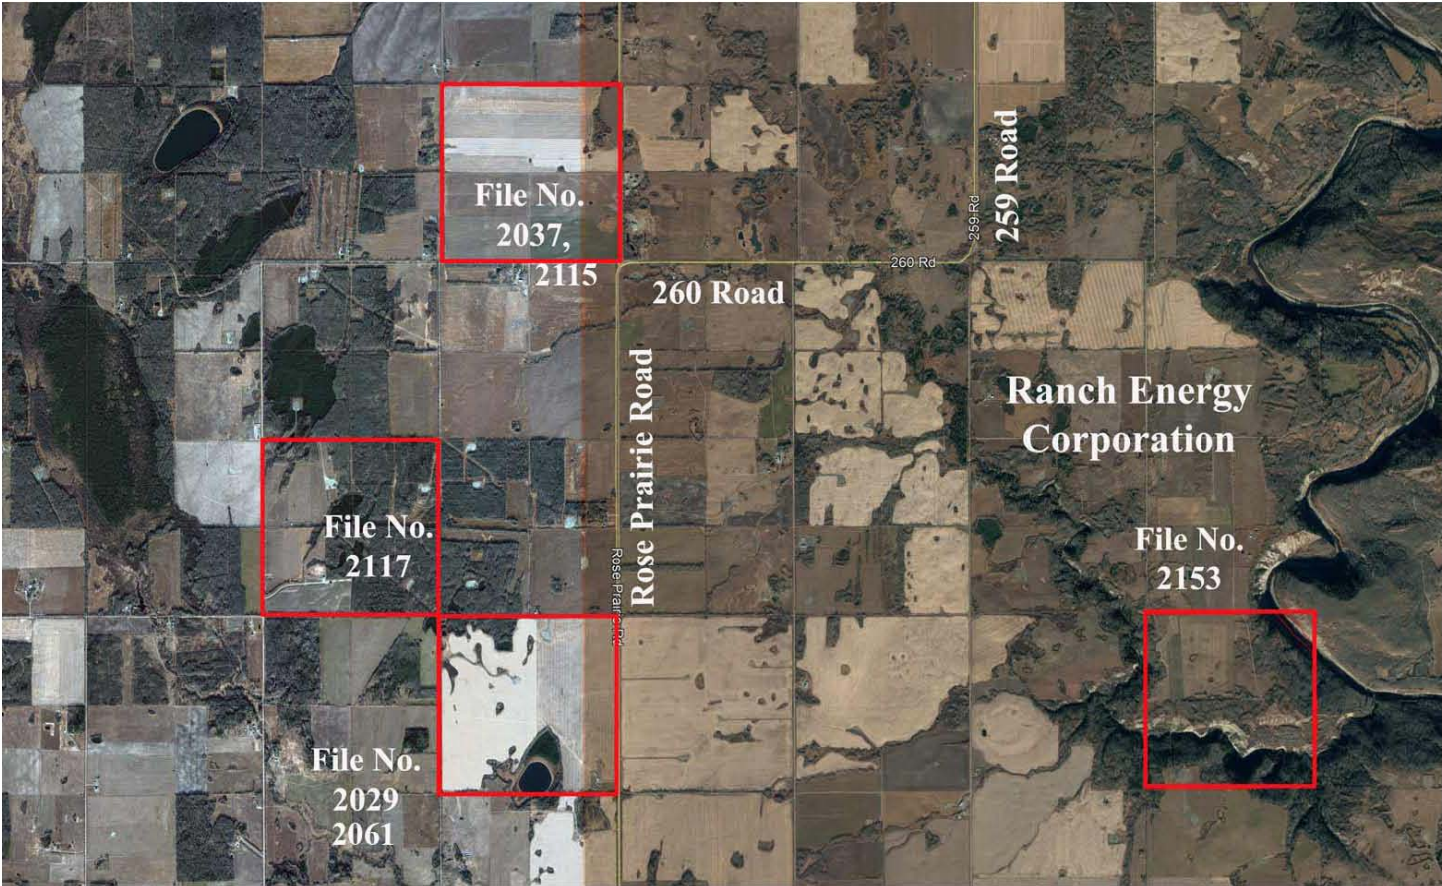 File No.
2037,
2115
259 Road
259 Rd
260 Rd
260 Road
Rose Prairie Road
Rose Prairie Rd
Ranch Energy
Corporation
File No.
2117
File No.
2153
File No.
2029
2061